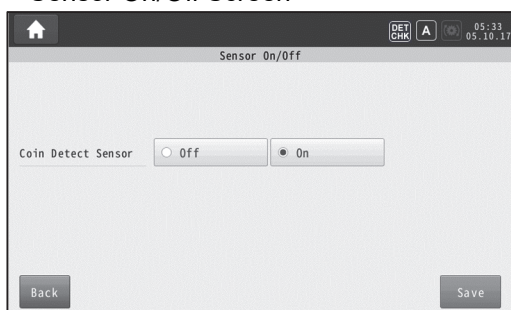 Sensor On/Off Screen
DET CHK A 05:33
05.10.17
Sensor On/Off
Coin Detect Sensor Off On
Back Save